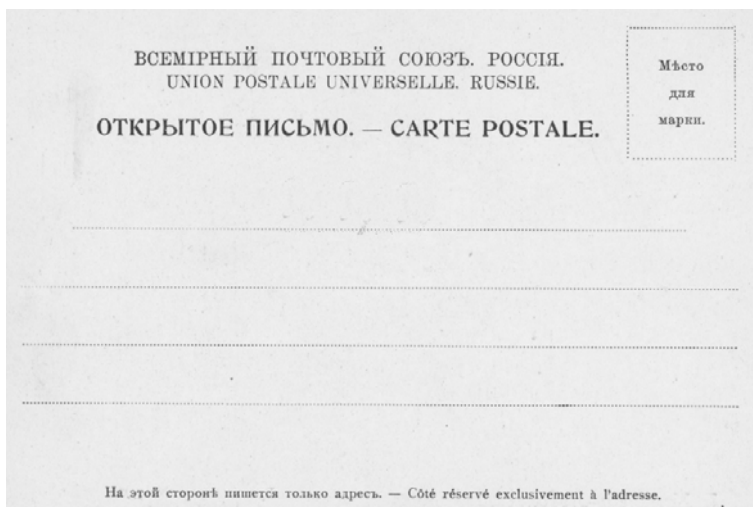 ВСЕМІРНЫЙ ПОЧТОВЫЙ СОЮЗЪ. РОССІЯ.
UNION POSTALE UNIVERSELLE. RUSSIE.
ОТКРЫТОЕ ПИСЬМО. — CARTE POSTALE.
Мѣсто
для
марки.
На этой сторонѣ пишется только адресъ. — Côté réservé exclusivement à l'adresse.